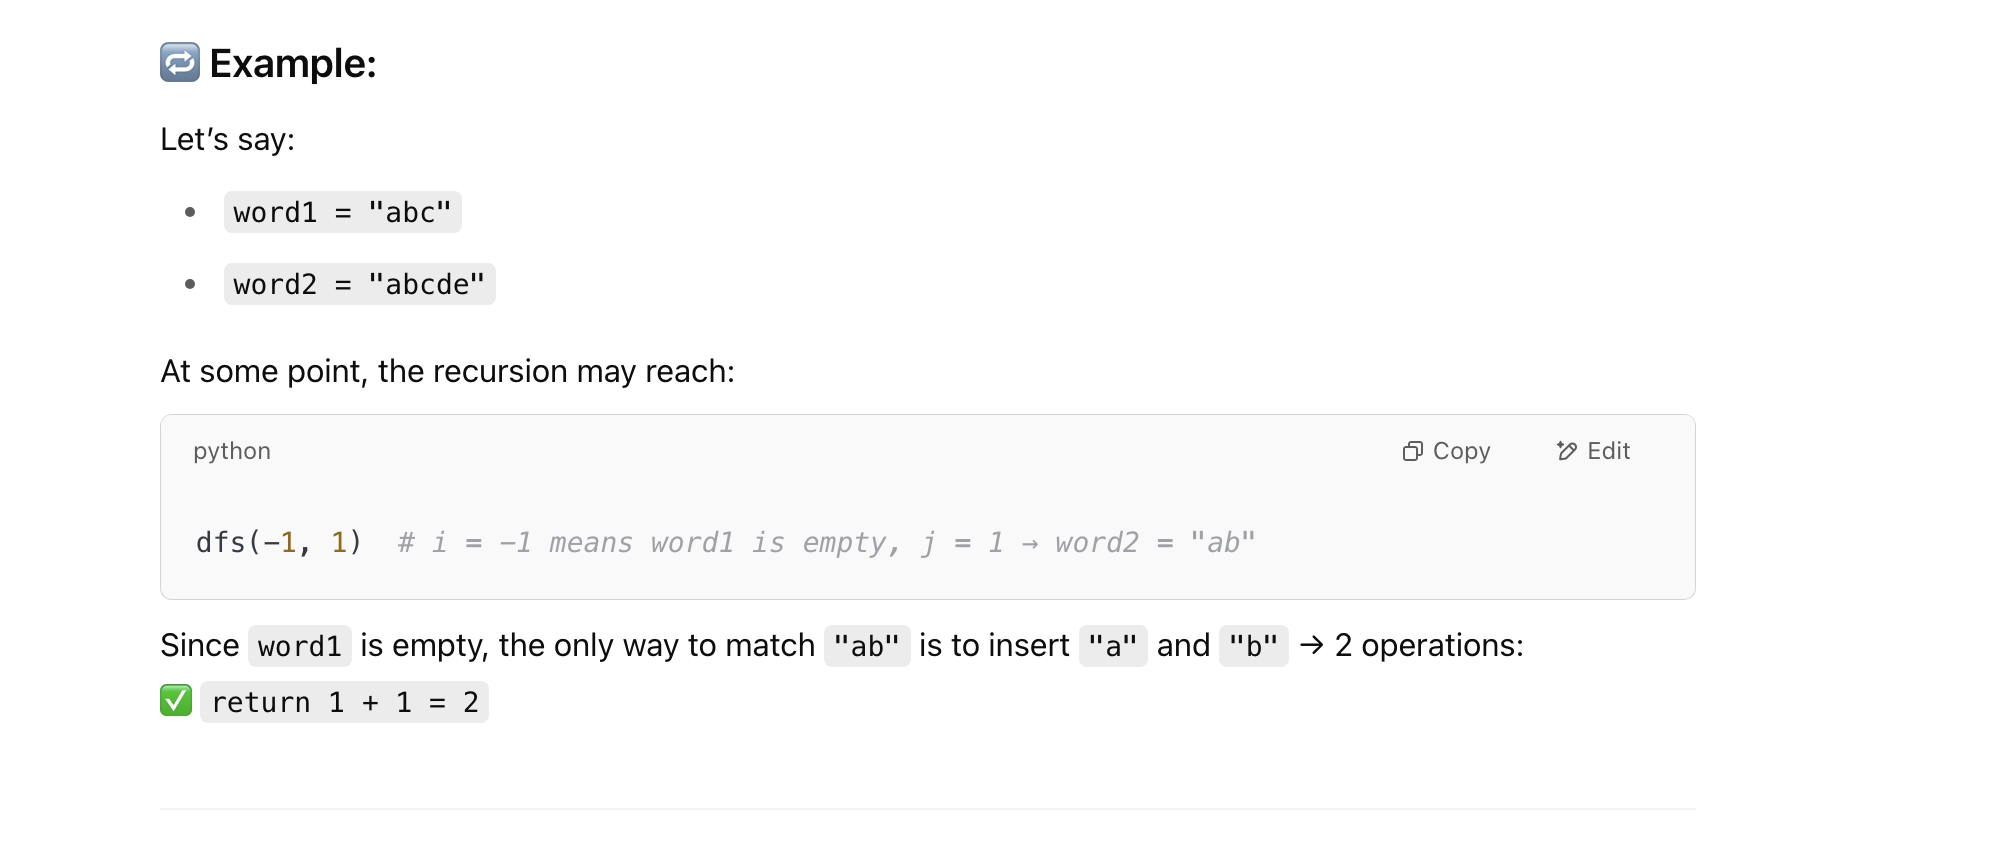 🔁 Example:
Let’s say:
• word1 = "abc"
• word2 = "abcde"
At some point, the recursion may reach:
python Copy Edit
dfs(−1, 1)  # i = −1 means word1 is empty, j = 1 → word2 = "ab"
Since word1 is empty, the only way to match "ab" is to insert "a" and "b" → 2 operations:
✅ return 1 + 1 = 2